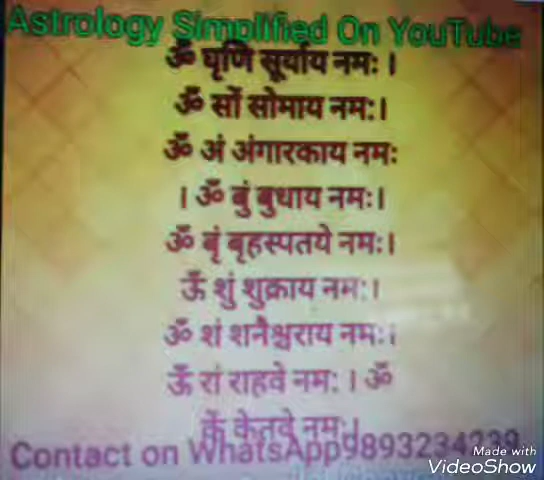 Astrology Simplified On YouTube
ॐ घृणि सूर्याय नमः ।
ॐ सों सोमाय नमः।
ॐ अं अंगारकाय नमः
। ॐ बुं बुधाय नमः।
ॐ बृं बृहस्पतये नमः।
ऊँ शुं शुक्राय नमः।
ॐ शं शनैश्चराय नमः।
ऊँ रां राहवे नमः । ॐ
कें केतवे नमः।
Contact on WhatsApp9893234239
Made with
VideoShow